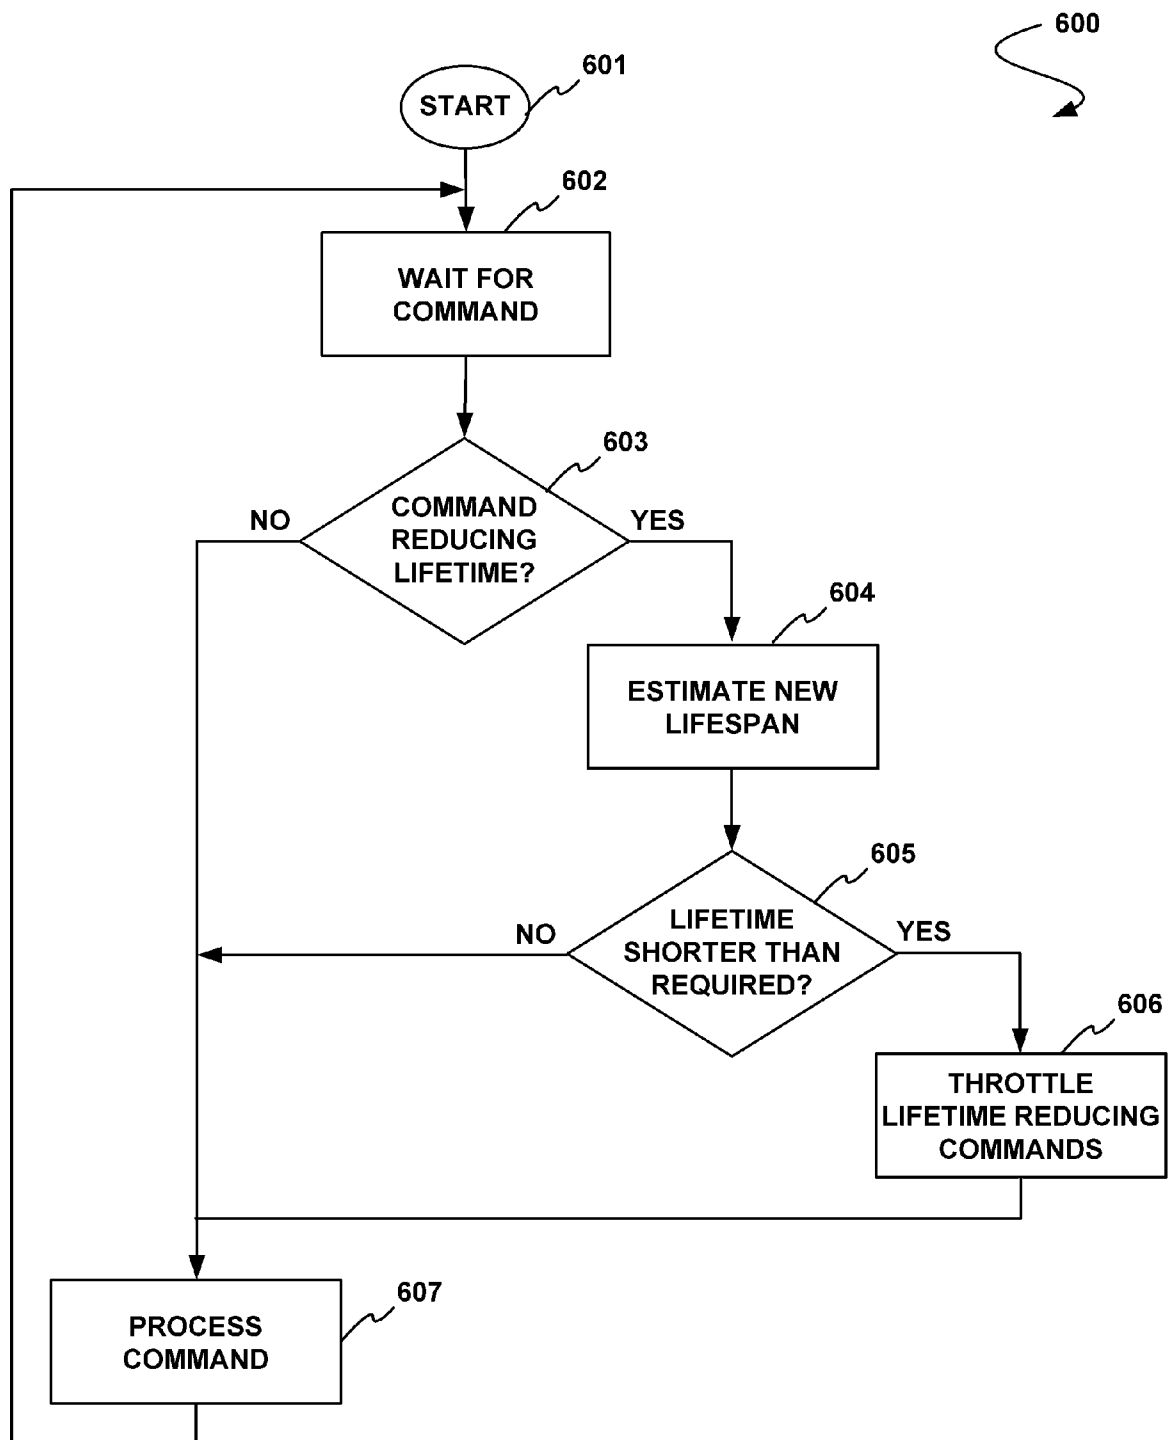 600
601
START
602
WAIT FOR
COMMAND
603
COMMAND
REDUCING
LIFETIME?
NO
YES
604
ESTIMATE NEW
LIFESPAN
605
LIFETIME
SHORTER THAN
REQUIRED?
NO
YES
606
THROTTLE
LIFETIME REDUCING
COMMANDS
607
PROCESS
COMMAND